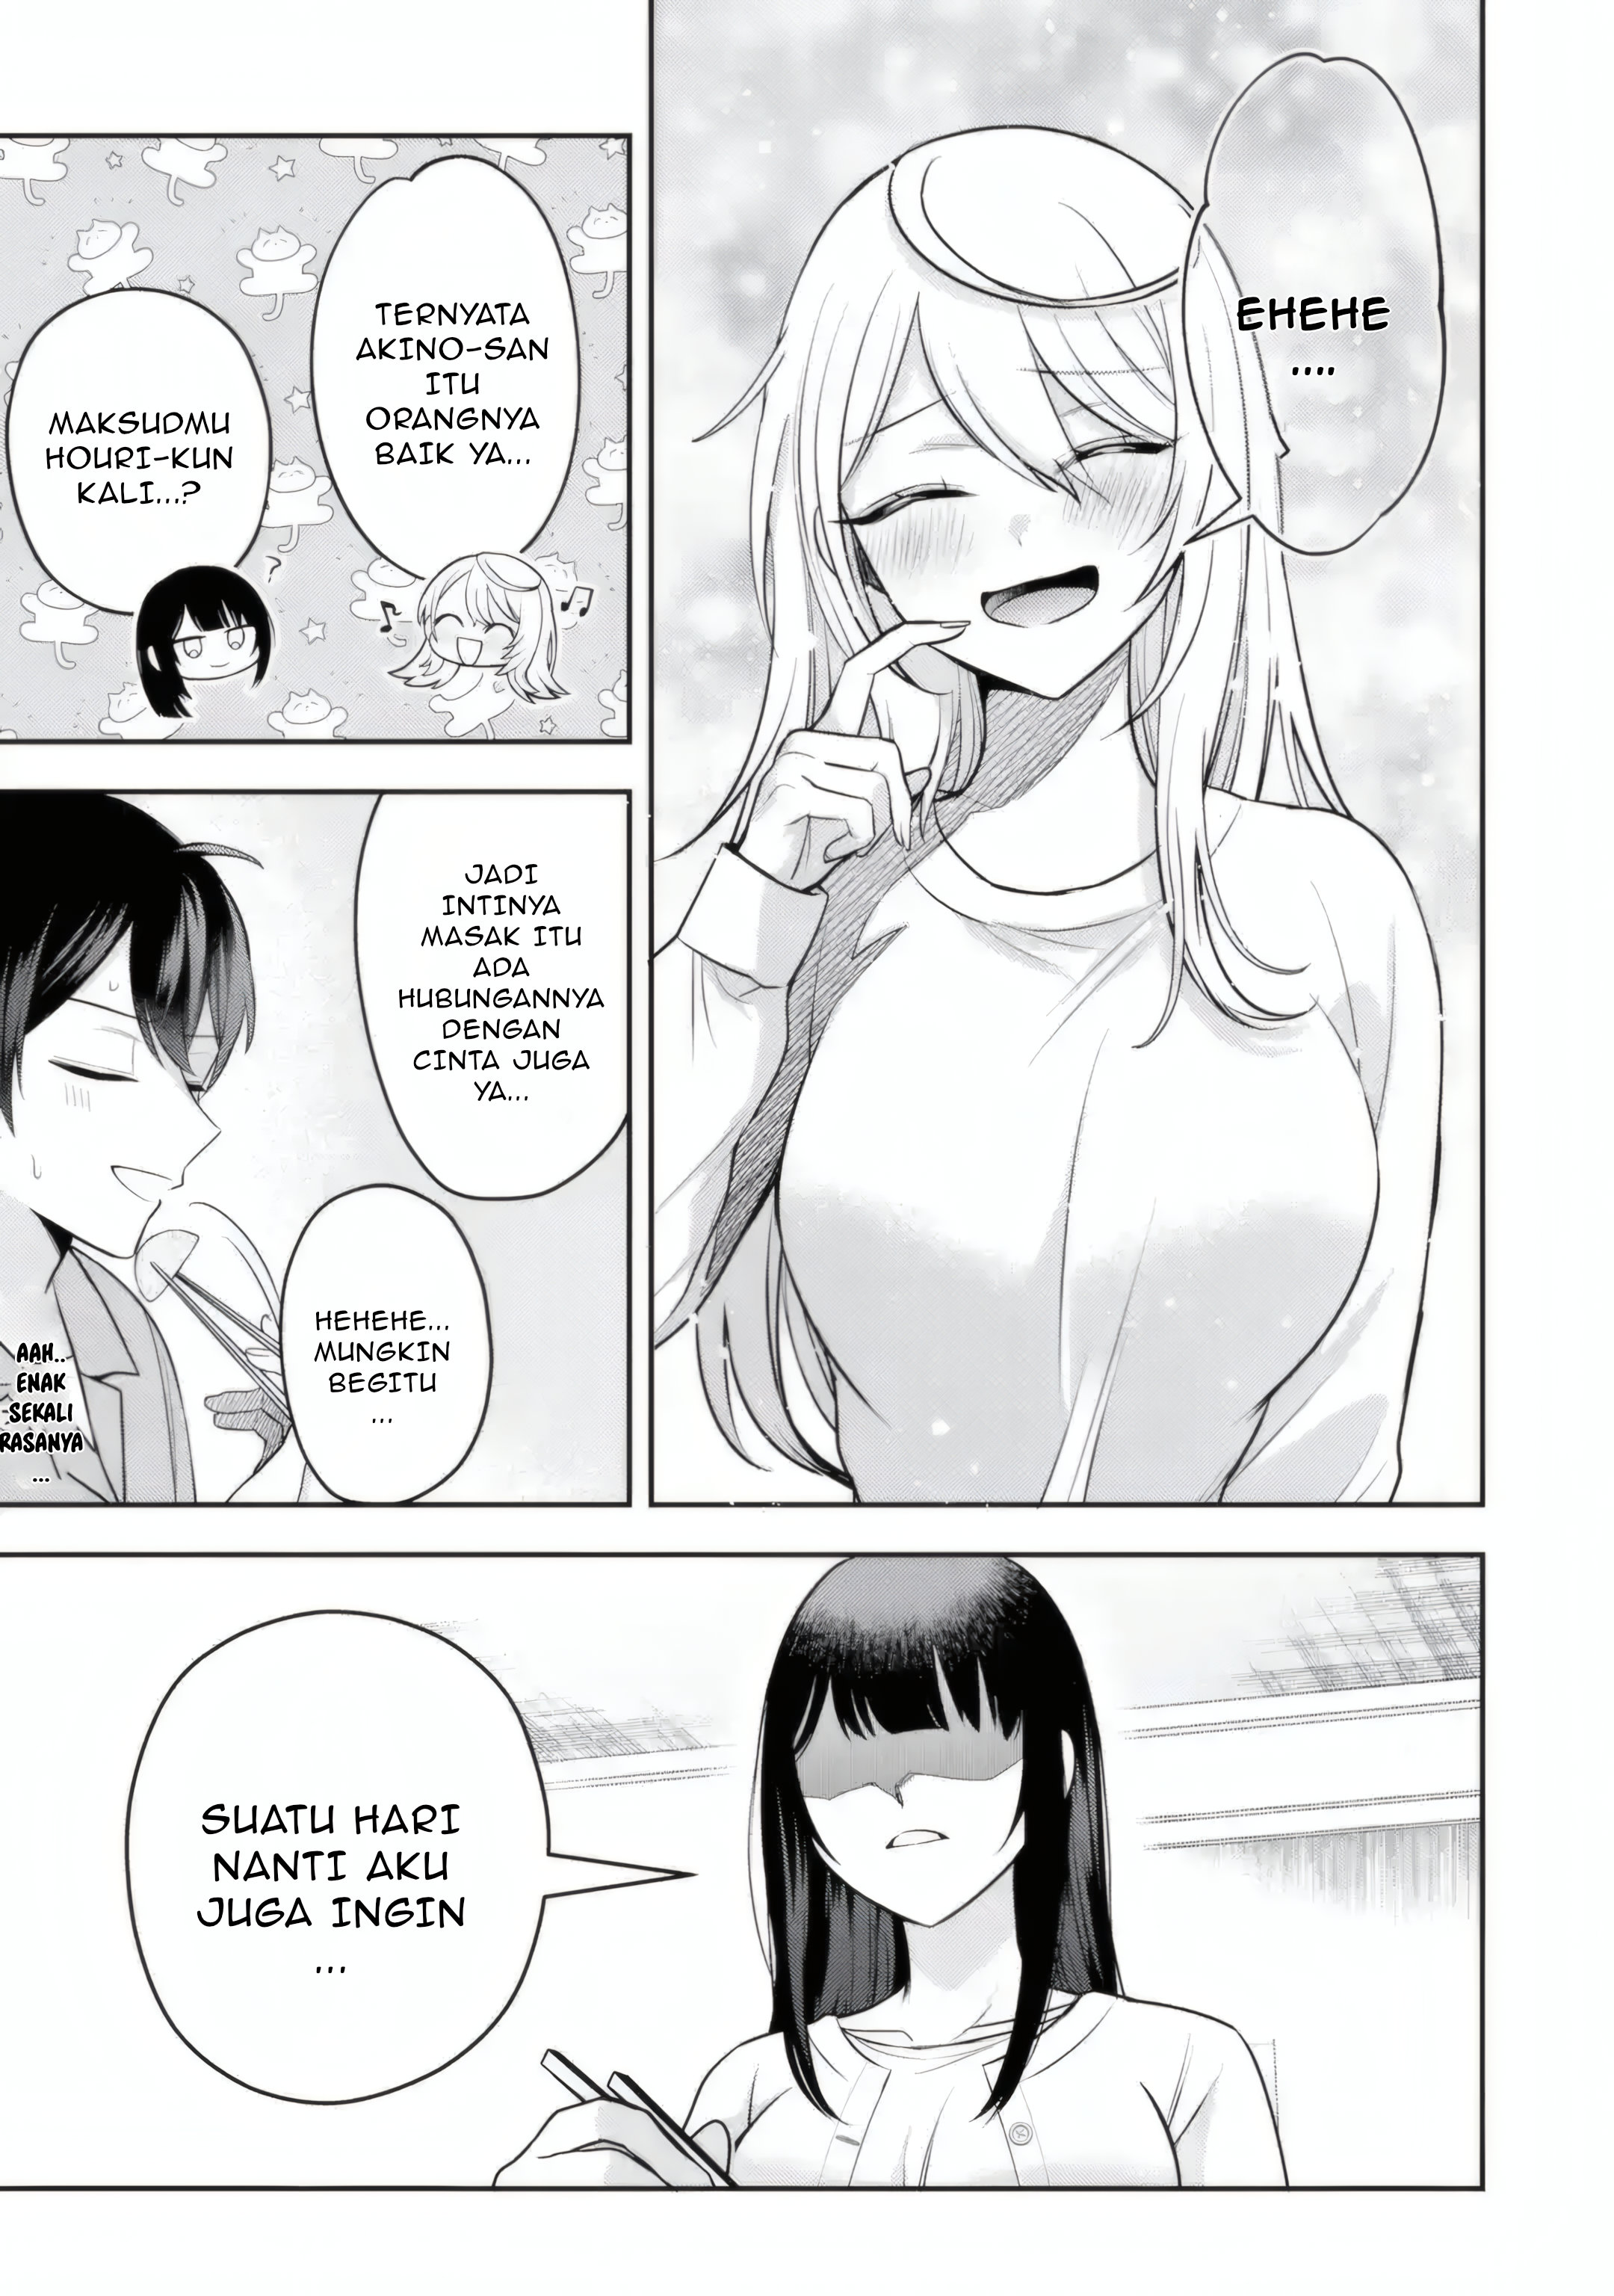 EHEHE
....
TERNYATA
AKINO-SAN
ITU
ORANGNYA
BAIK YA...
MAKSUDMU
HOURI-KUN
KALI...?
?
JADI
INTINYA
MASAK ITU
ADA
HUBUNGANNYA
DENGAN
CINTA JUGA
YA...
HEHEHE...
MUNGKIN
BEGITU
...
AAH..
ENAK
SEKALI
RASANYA
...
SUATU HARI
NANTI AKU
JUGA INGIN
...